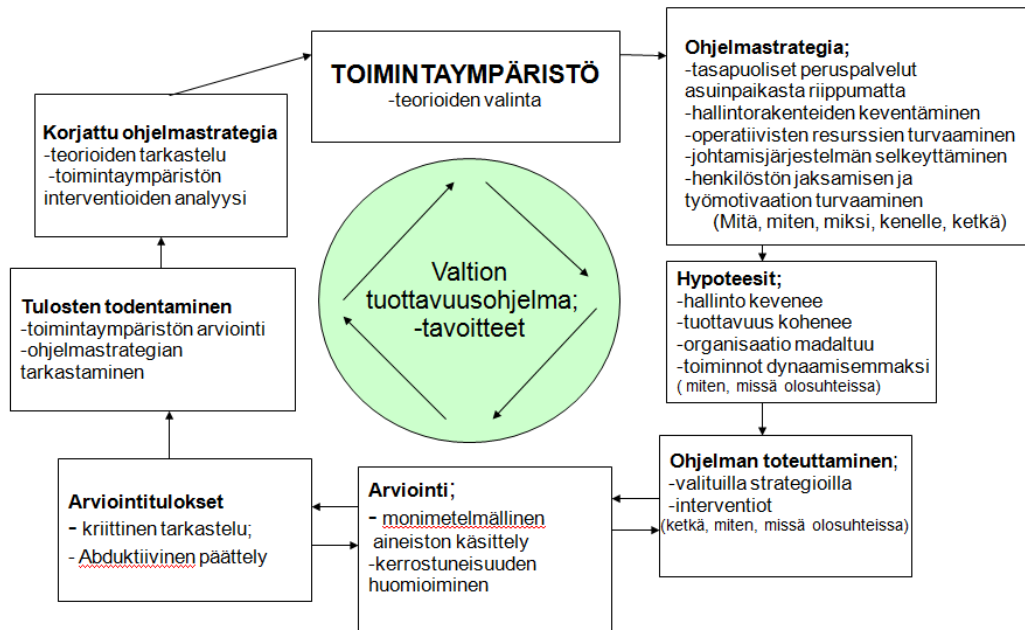 TOIMINTAYMPÄRISTÖ
-teorioiden valinta
Ohjelmastrategia;
-tasapuoliset peruspalvelut
asuinpaikasta riippumatta
-hallintorakenteiden keventäminen
-operatiivisten resurssien turvaaminen
-johtamisjärjestelmän selkeyttäminen
-henkilöstön jaksamisen ja
työmotivaation turvaaminen
(Mitä, miten, miksi, kenelle, ketkä)
Hypoteesit;
-hallinto kevenee
-tuottavuus kohenee
-organisaatio madaltuu
-toiminnot dynaamisemmaksi
( miten, missä olosuhteissa)
Ohjelman toteuttaminen;
-valituilla strategioilla
-interventiot
(ketkä, miten, missä olosuhteissa)
Arviointi;
- monimetelmällinen
aineiston käsittely
-kerrostuneisuuden
huomioiminen
Arviointitulokset
- kriittinen tarkastelu;
- Abduktiivinen päättely
Tulosten todentaminen
-toimintaympäristön arviointi
-ohjelmastrategian
tarkastaminen
Korjattu ohjelmastrategia
-teorioiden tarkastelu
-toimintaympäristön
interventioiden analyysi
Valtion
tuottavuusohjelma;
-tavoitteet